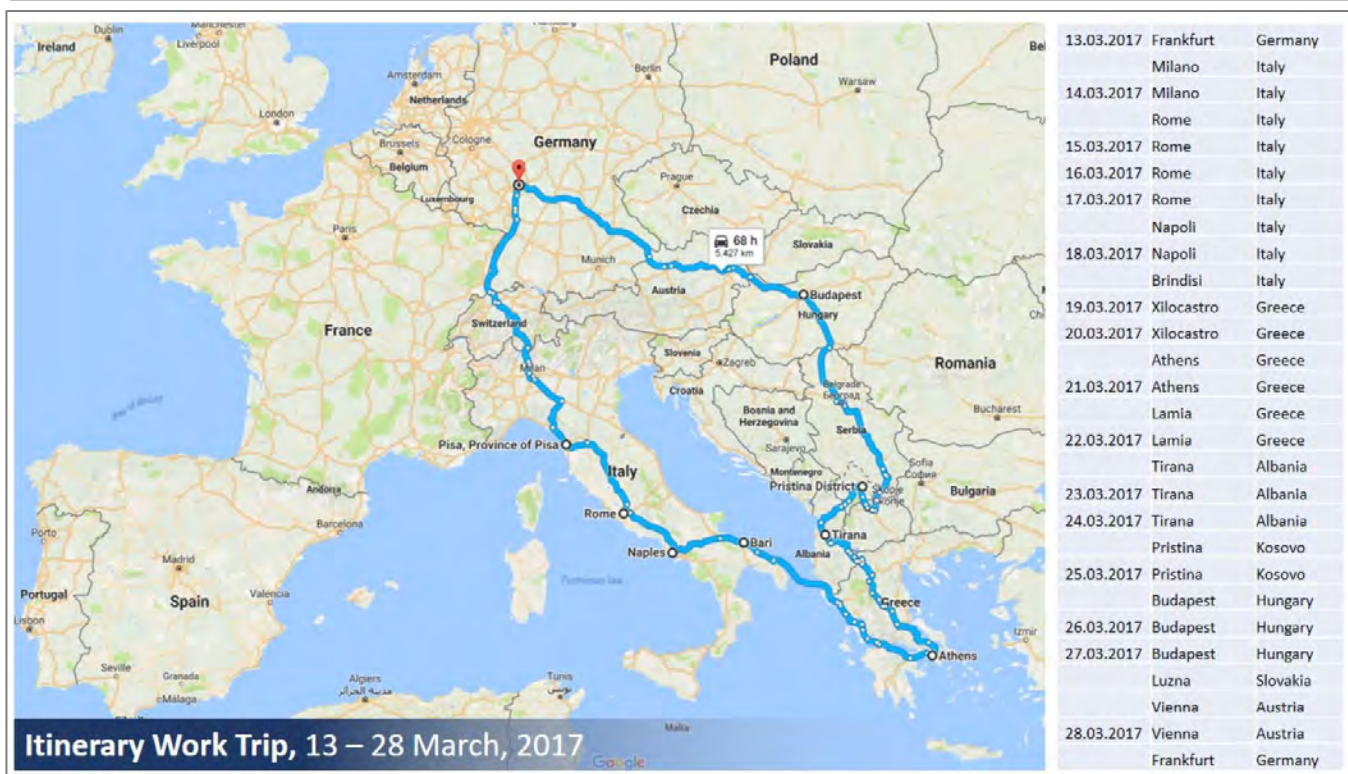 Dublin
Ireland
Manchester
Liverpool
Hamburg
Amsterdam
Netherlands
Berlin
Poland
Warsaw
London
Brussels
Belgium
Cologne
Germany
Luxembourg
Prague
Czechia
Paris
68 h
5.427 km
Slovakia
Munich
Austria
Budapest
Hungary
France
Switzerland
Slovenia
Zagreb
Romania
Milan
Croatia
Belgrade
Београд
Bucharest
Bosnia and
Herzegovina
Serbia
Sarajevo
Pisa, Province of Pisa
Italy
Montenegro
Sofia
София
Andorra
Pristina District
Skopje
Bulgaria
Porto
Barcelona
Rome
Tirana
Madrid
Naples
Bari
Albania
Tyrrhenian Sea
Portugal
Spain
Valencia
Greece
Lisbon
Izmir
Athens
Seville
Granada
Málaga
Algiers
مدينة الجزائر
Tunis
تونس
Malta
Itinerary Work Trip, 13 – 28 March, 2017
Google
13.03.2017 Frankfurt Germany
Milano Italy
14.03.2017 Milano Italy
Rome Italy
15.03.2017 Rome Italy
16.03.2017 Rome Italy
17.03.2017 Rome Italy
Napoli Italy
18.03.2017 Napoli Italy
Brindisi Italy
19.03.2017 Xilocastro Greece
20.03.2017 Xilocastro Greece
Athens Greece
21.03.2017 Athens Greece
Lamia Greece
22.03.2017 Lamia Greece
Tirana Albania
23.03.2017 Tirana Albania
24.03.2017 Tirana Albania
Pristina Kosovo
25.03.2017 Pristina Kosovo
Budapest Hungary
26.03.2017 Budapest Hungary
27.03.2017 Budapest Hungary
Luzna Slovakia
Vienna Austria
28.03.2017 Vienna Austria
Frankfurt Germany